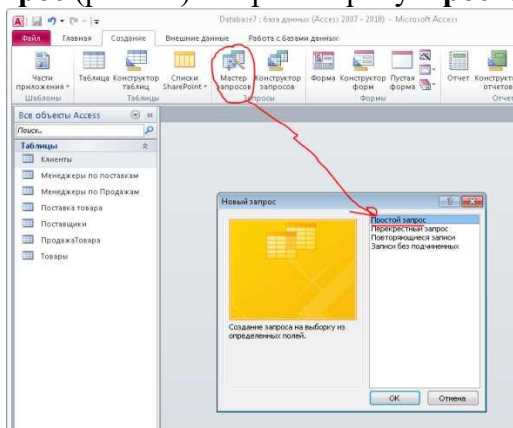 рос
Database7 : база данных (Access 2007 - 2010) - Microsoft Access
Файл Главная Создание Внешние данные Работа с базами данных
Части приложения Таблица Конструктор таблиц Списки SharePoint Мастер запросов Конструктор запросов Форма Конструктор форм Пустая форма Отчет
Шаблоны Таблицы Запросы Формы
Все объекты Access
Поиск...
Таблицы
Клиенты
Менеджеры по поставкам
Менеджеры по Продажам
Поставка товара
Поставщики
ПродажаТовара
Товары
Новый запрос
Простой запрос
Перекрестный запрос
Повторяющиеся записи
Записи без подчиненных
Создание запроса на выборку из
определенных полей.
ОК Отмена